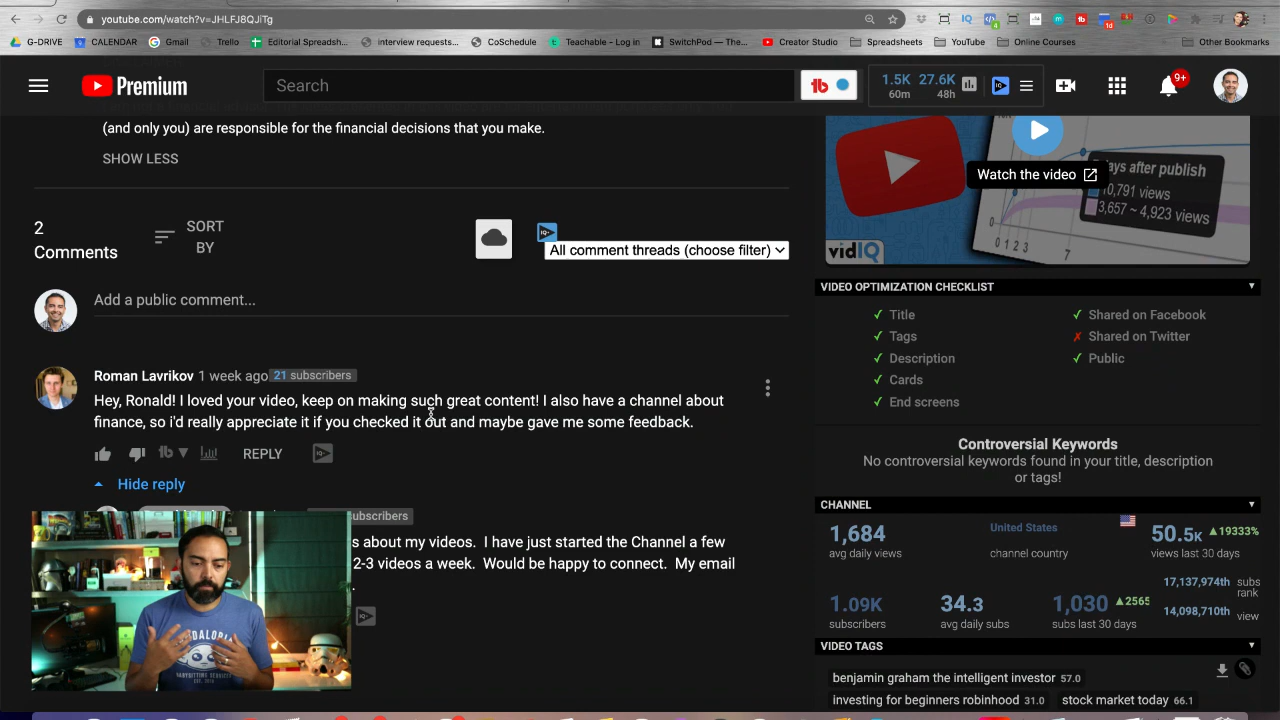 youtube.com/watch?v=JHLFJ8QJiTg
G-DRIVE CALENDAR Gmail Trello Editorial Spreadsh... interview requests... CoSchedule Teachable - Log in SwitchPod — The... Creator Studio Spreadsheets YouTube Online Courses Other Bookmarks
Premium
Search
1.5K 27.6K
60m 48h
9+
(and only you) are responsible for the financial decisions that you make.
SHOW LESS
2
Comments
SORT
BY
All comment threads (choose filter)
Add a public comment...
Roman Lavrikov 1 week ago 21 subscribers
Hey, Ronald! I loved your video, keep on making such great content! I also have a channel about
finance, so i'd really appreciate it if you checked it out and maybe gave me some feedback.
REPLY
Hide reply
ubscribers
s about my videos. I have just started the Channel a few
2-3 videos a week. Would be happy to connect. My email
.
ays after publish
10,791 views
3,657 ~ 4,923 views
0 1 2 3 7
Watch the video
vidIQ
VIDEO OPTIMIZATION CHECKLIST
✓ Title
✓ Tags
✓ Description
✓ Cards
✓ End screens
✓ Shared on Facebook
✗ Shared on Twitter
✓ Public
Controversial Keywords
No controversial keywords found in your title, description
or tags!
CHANNEL
1,684
avg daily views
United States
channel country
50.5K ▲19333%
views last 30 days
1.09K
subscribers
34.3
avg daily subs
1,030 ▲2565
subs last 30 days
17,137,974th subs
rank
14,098,710th view
VIDEO TAGS
benjamin graham the intelligent investor 57.0
investing for beginners robinhood 31.0 stock market today 66.1